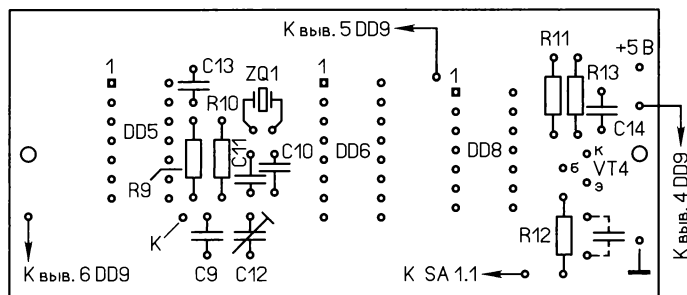 К выв. 5 DD9
R11
+5 В
1
C13
ZQ1
1
1
R13
R10
DD5
C11
C10
DD6
DD8
C14
к
б
VT4
э
R9
К
R12
К выв. 4 DD9
К выв. 6 DD9
C9
C12
К SA 1.1